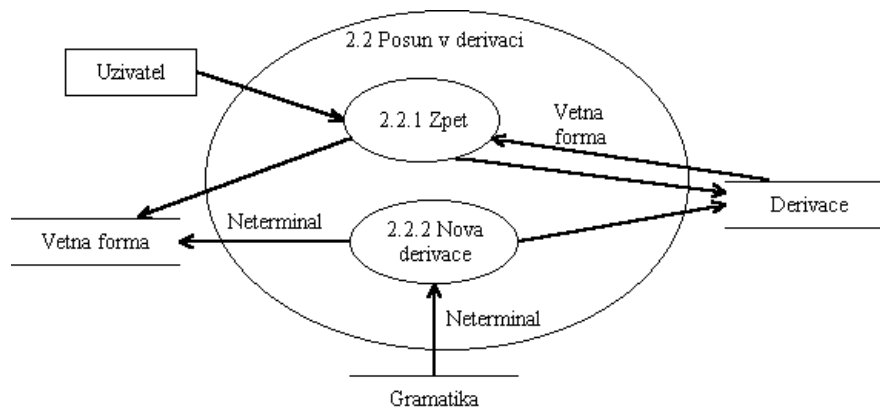 2.2 Posun v derivaci
Uzivatel
2.2.1 Zpet
Vetna
forma
Derivace
Neterminal
Vetna forma
2.2.2 Nova
derivace
Neterminal
Gramatika